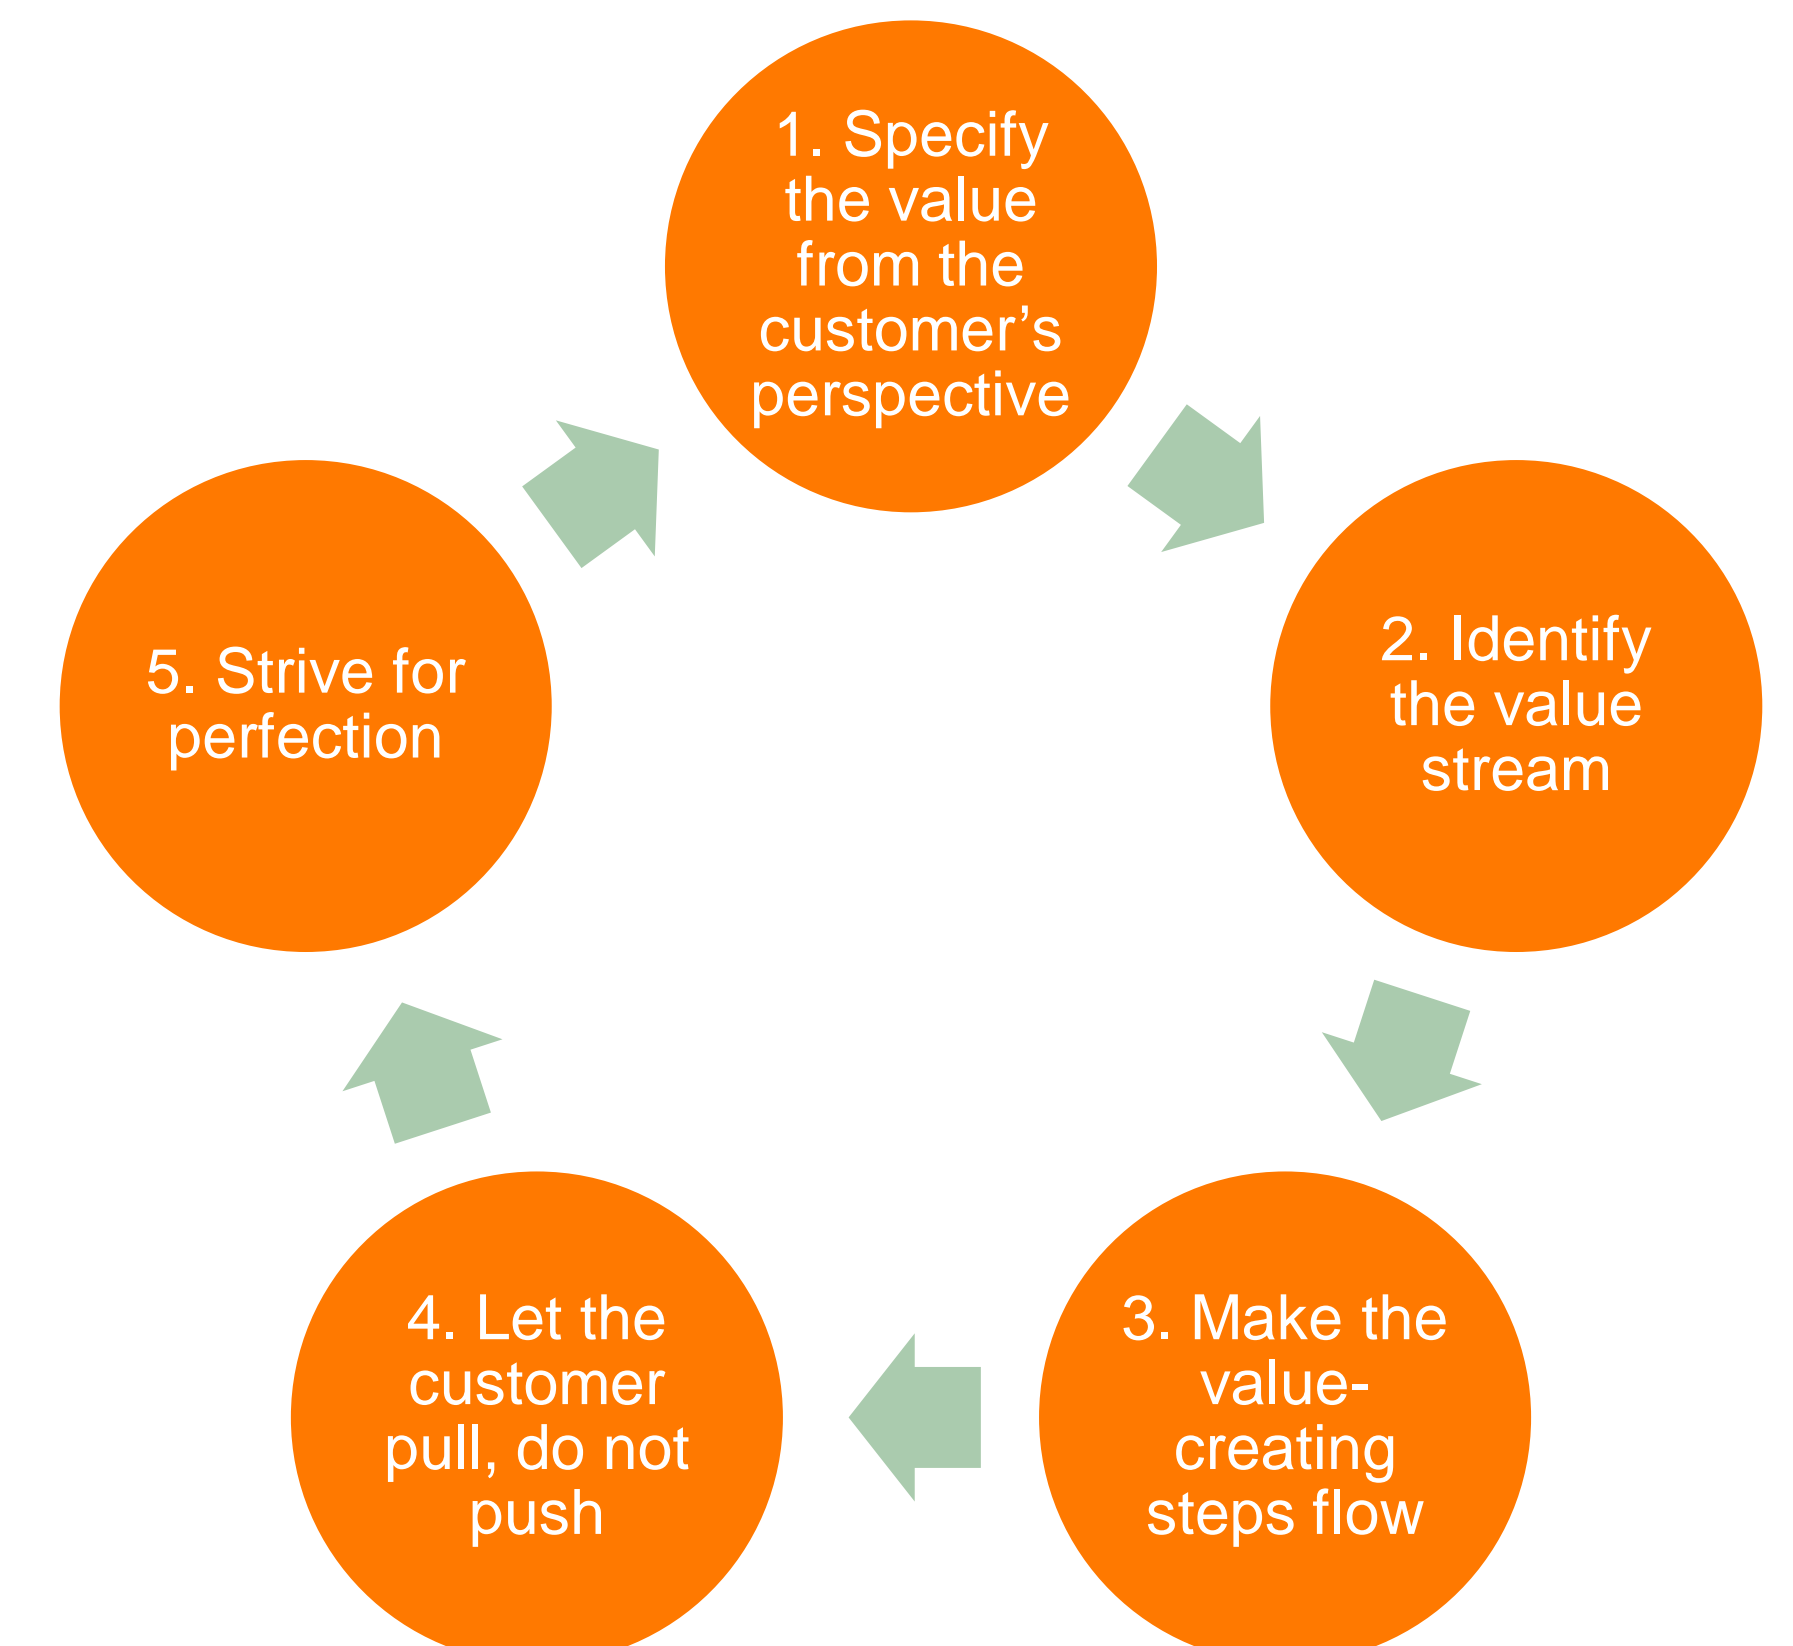 1. Specify
the value
from the
customer’s
perspective
2. Identify
the value
stream
3. Make the
value-
creating
steps flow
4. Let the
customer
pull, do not
push
5. Strive for
perfection